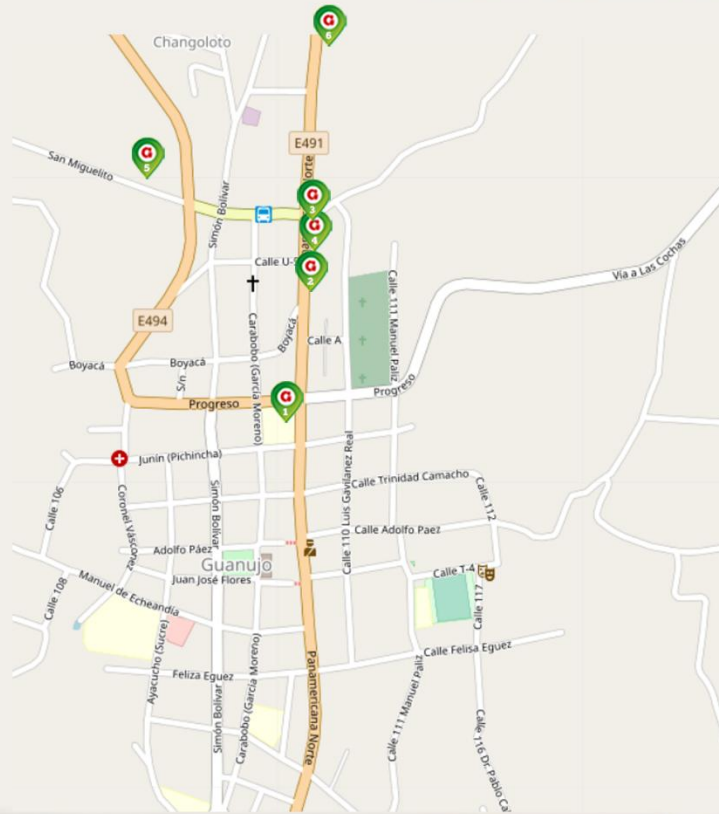 6
Changoloto
E491
Norte
5
San Miguelito
3
Simón Bolívar
4
Calle U-5
2
Vía a Las Cochas
Calle 111 Manuel Paliz
E494
Boyacá
Calle A
Carabobo (García Moreno)
Boyacá
Boyacá
S/n
Progreso
1
Progreso
Junín (Pichincha)
Calle 110 Luis Gavilanez Real
Calle Trinidad Camacho
Calle 106
Coronel Vásconez
Simón Bolívar
Calle 112
Calle Adolfo Paez
Adolfo Páez
Guanujo
Juan José Flores
Calle T-4
Manuel de Echeandía
Calle 108
Calle 117
Ayacucho (Sucre)
Carabobo (García Moreno)
Calle Felisa Eguez
Feliza Eguez
Panamericana Norte
Simón Bolívar
Calle 111 Manuel Paliz
Calle 116 Dr. Pablo Ca